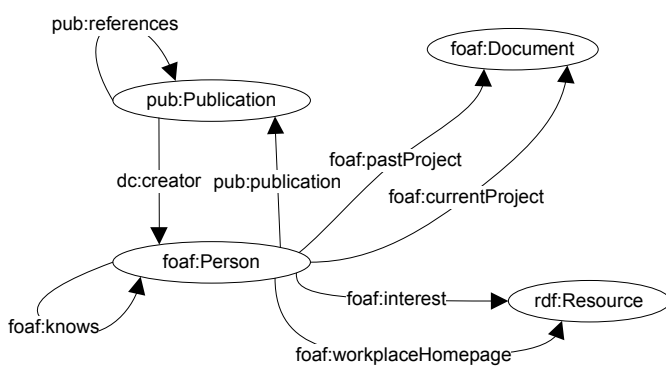 pub:references
foaf:Document
pub:Publication
foaf:pastProject
dc:creator
pub:publication
foaf:currentProject
foaf:Person
foaf:interest
rdf:Resource
foaf:knows
foaf:workplaceHomepage